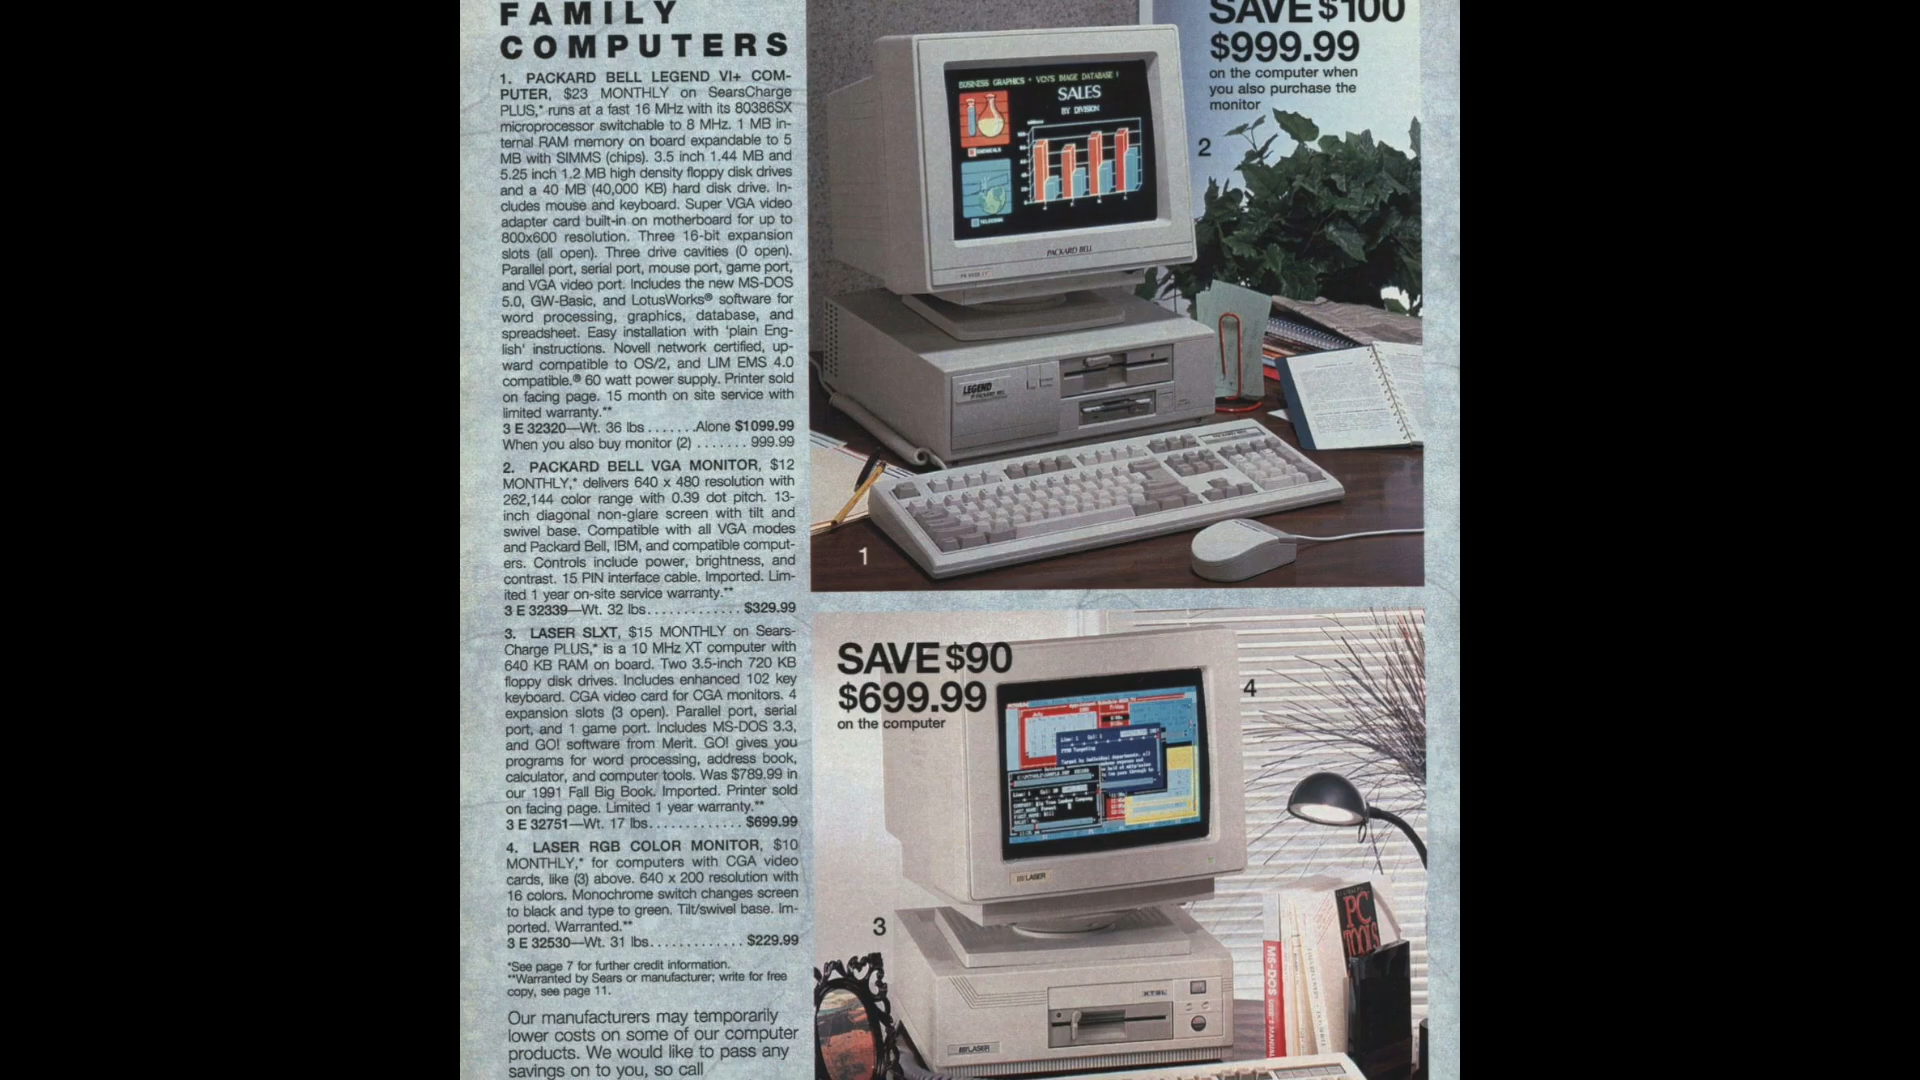 FAMILY
COMPUTERS
1. PACKARD BELL LEGEND VI+ COM-
PUTER, $23 MONTHLY on SearsCharge
PLUS,* runs at a fast 16 MHz with its 80386SX
microprocessor switchable to 8 MHz. 1 MB in-
ternal RAM memory on board expandable to 5
MB with SIMMS (chips). 3.5 inch 1.44 MB and
5.25 inch 1.2 MB high density floppy disk drives
and a 40 MB (40,000 KB) hard disk drive. In-
cludes mouse and keyboard. Super VGA video
adapter card built-in on motherboard for up to
800x600 resolution. Three 16-bit expansion
slots (all open). Three drive cavities (0 open).
Parallel port, serial port, mouse port, game port,
and VGA video port. Includes the new MS-DOS
5.0, GW-Basic, and LotusWorks® software for
word processing, graphics, database, and
spreadsheet. Easy installation with 'plain Eng-
lish' instructions. Novell network certified, up-
ward compatible to OS/2, and LIM EMS 4.0
compatible.® 60 watt power supply. Printer sold
on facing page. 15 month on site service with
limited warranty.**
3 E 32320—Wt. 36 lbs.......Alone $1099.99
When you also buy monitor (2)....... 999.99
2. PACKARD BELL VGA MONITOR, $12
MONTHLY,* delivers 640 x 480 resolution with
262,144 color range with 0.39 dot pitch. 13-
inch diagonal non-glare screen with tilt and
swivel base. Compatible with all VGA modes
and Packard Bell, IBM, and compatible comput-
ers. Controls include power, brightness, and
contrast. 15 PIN interface cable. Imported. Lim-
ited 1 year on-site service warranty.**
3 E 32339—Wt. 32 lbs............. $329.99
3. LASER SLXT, $15 MONTHLY on Sears-
Charge PLUS,* is a 10 MHz XT computer with
640 KB RAM on board. Two 3.5-inch 720 KB
floppy disk drives. Includes enhanced 102 key
keyboard. CGA video card for CGA monitors. 4
expansion slots (3 open). Parallel port, serial
port, and 1 game port. Includes MS-DOS 3.3,
and GO! software from Merit. GO! gives you
programs for word processing, address book,
calculator, and computer tools. Was $789.99 in
our 1991 Fall Big Book. Imported. Printer sold
on facing page. Limited 1 year warranty.**
3 E 32751—Wt. 17 lbs............. $699.99
4. LASER RGB COLOR MONITOR, $10
MONTHLY,* for computers with CGA video
cards, like (3) above. 640 x 200 resolution with
16 colors. Monochrome switch changes screen
to black and type to green. Tilt/swivel base. Im-
ported. Warranted.**
3 E 32530—Wt. 31 lbs............. $229.99
*See page 7 for further credit information.
**Warranted by Sears or manufacturer; write for free
copy, see page 11.
Our manufacturers may temporarily
lower costs on some of our computer
products. We would like to pass any
savings on to you, so call
SAVE $100
$999.99
on the computer when
you also purchase the
monitor
2
BUSINESS GRAPHICS * VCN'S IMAGE DATABASE !
SALES
BY DIVISION
PACKARD BELL
LEGEND
PACKARD BELL
1
SAVE $90
$699.99
on the computer
4
LASER
3
XTSL
LASER
PC
TOOLS
MS-DOS USER'S MANUAL